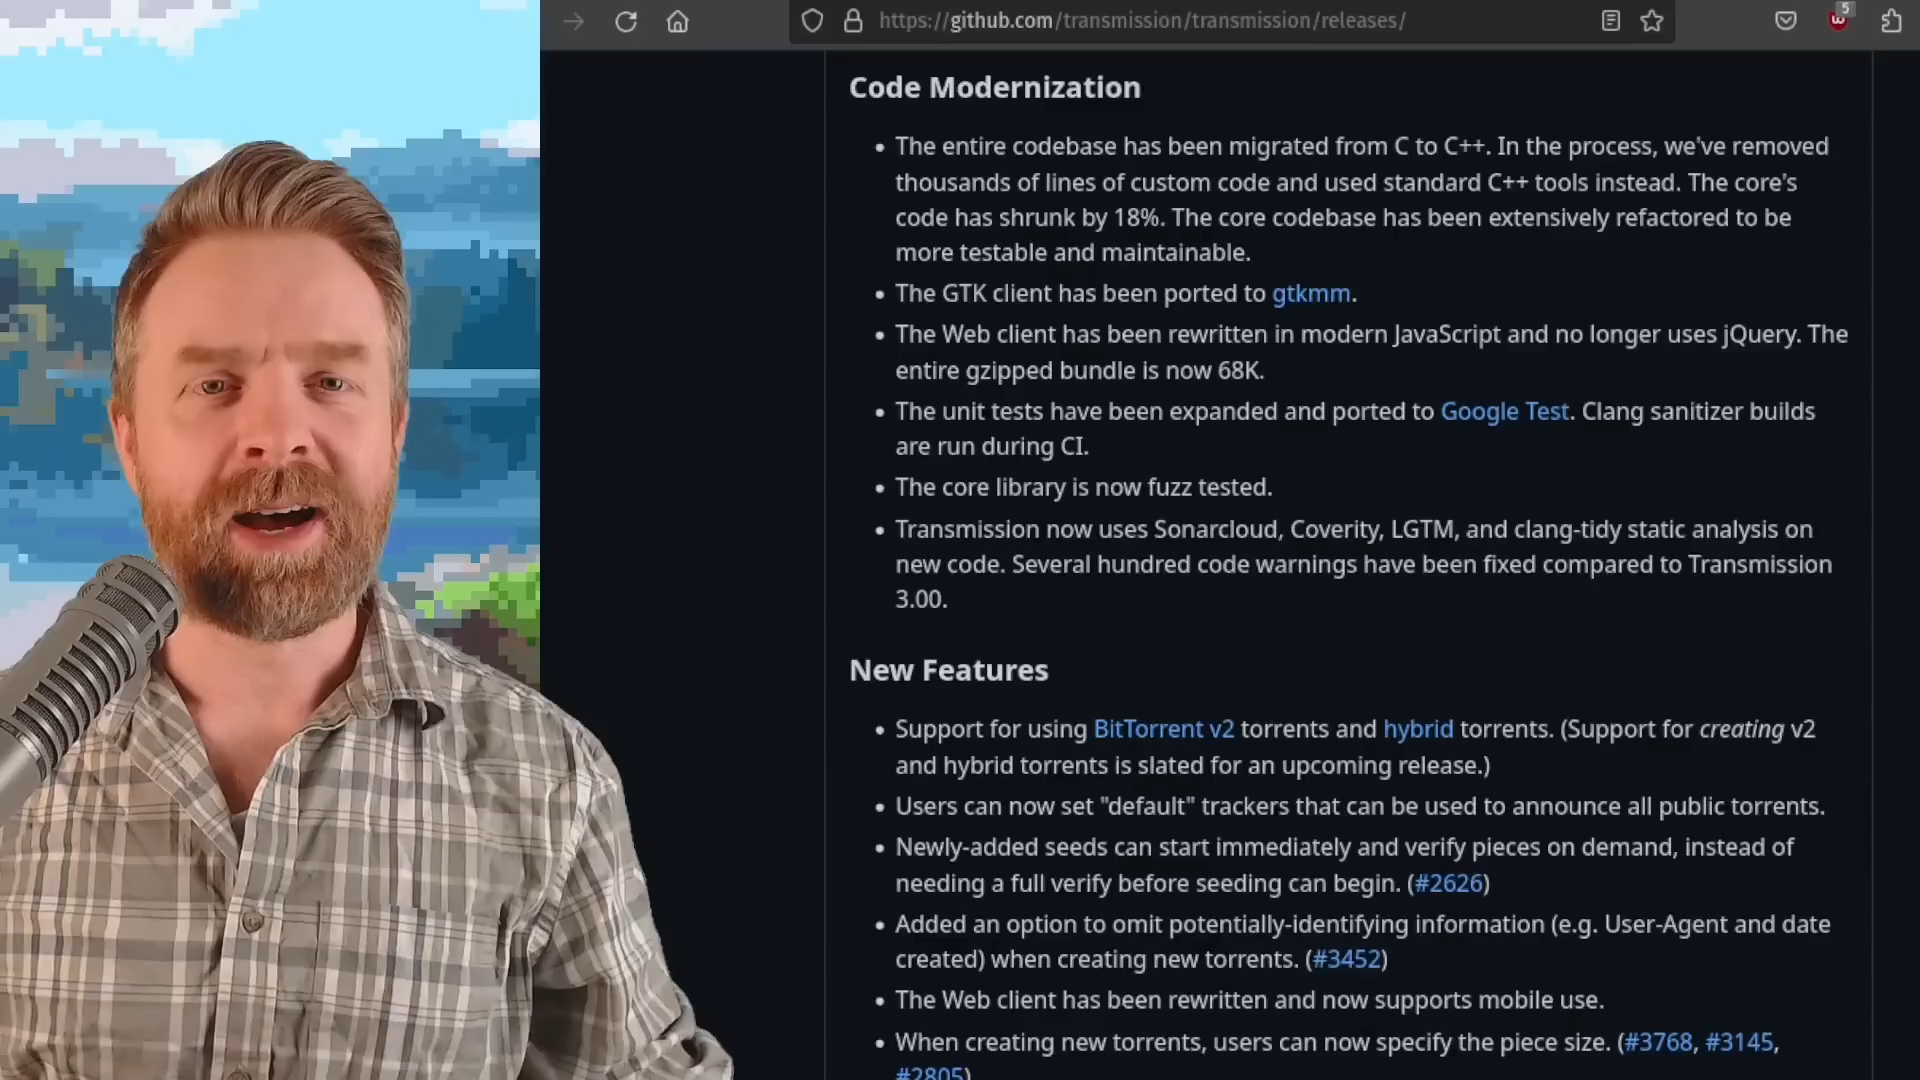 5
https://github.com/transmission/transmission/releases/
Code Modernization
The entire codebase has been migrated from C to C++. In the process, we've removed
thousands of lines of custom code and used standard C++ tools instead. The core's
code has shrunk by 18%. The core codebase has been extensively refactored to be
more testable and maintainable.
The GTK client has been ported to gtkmm.
The Web client has been rewritten in modern JavaScript and no longer uses jQuery. The
entire gzipped bundle is now 68K.
The unit tests have been expanded and ported to Google Test. Clang sanitizer builds
are run during CI.
The core library is now fuzz tested.
Transmission now uses Sonarcloud, Coverity, LGTM, and clang-tidy static analysis on
new code. Several hundred code warnings have been fixed compared to Transmission
3.00.
New Features
Support for using BitTorrent v2 torrents and hybrid torrents. (Support for creating v2
and hybrid torrents is slated for an upcoming release.)
Users can now set "default" trackers that can be used to announce all public torrents.
Newly-added seeds can start immediately and verify pieces on demand, instead of
needing a full verify before seeding can begin. (#2626)
Added an option to omit potentially-identifying information (e.g. User-Agent and date
created) when creating new torrents. (#3452)
The Web client has been rewritten and now supports mobile use.
When creating new torrents, users can now specify the piece size. (#3768, #3145,
#2805)